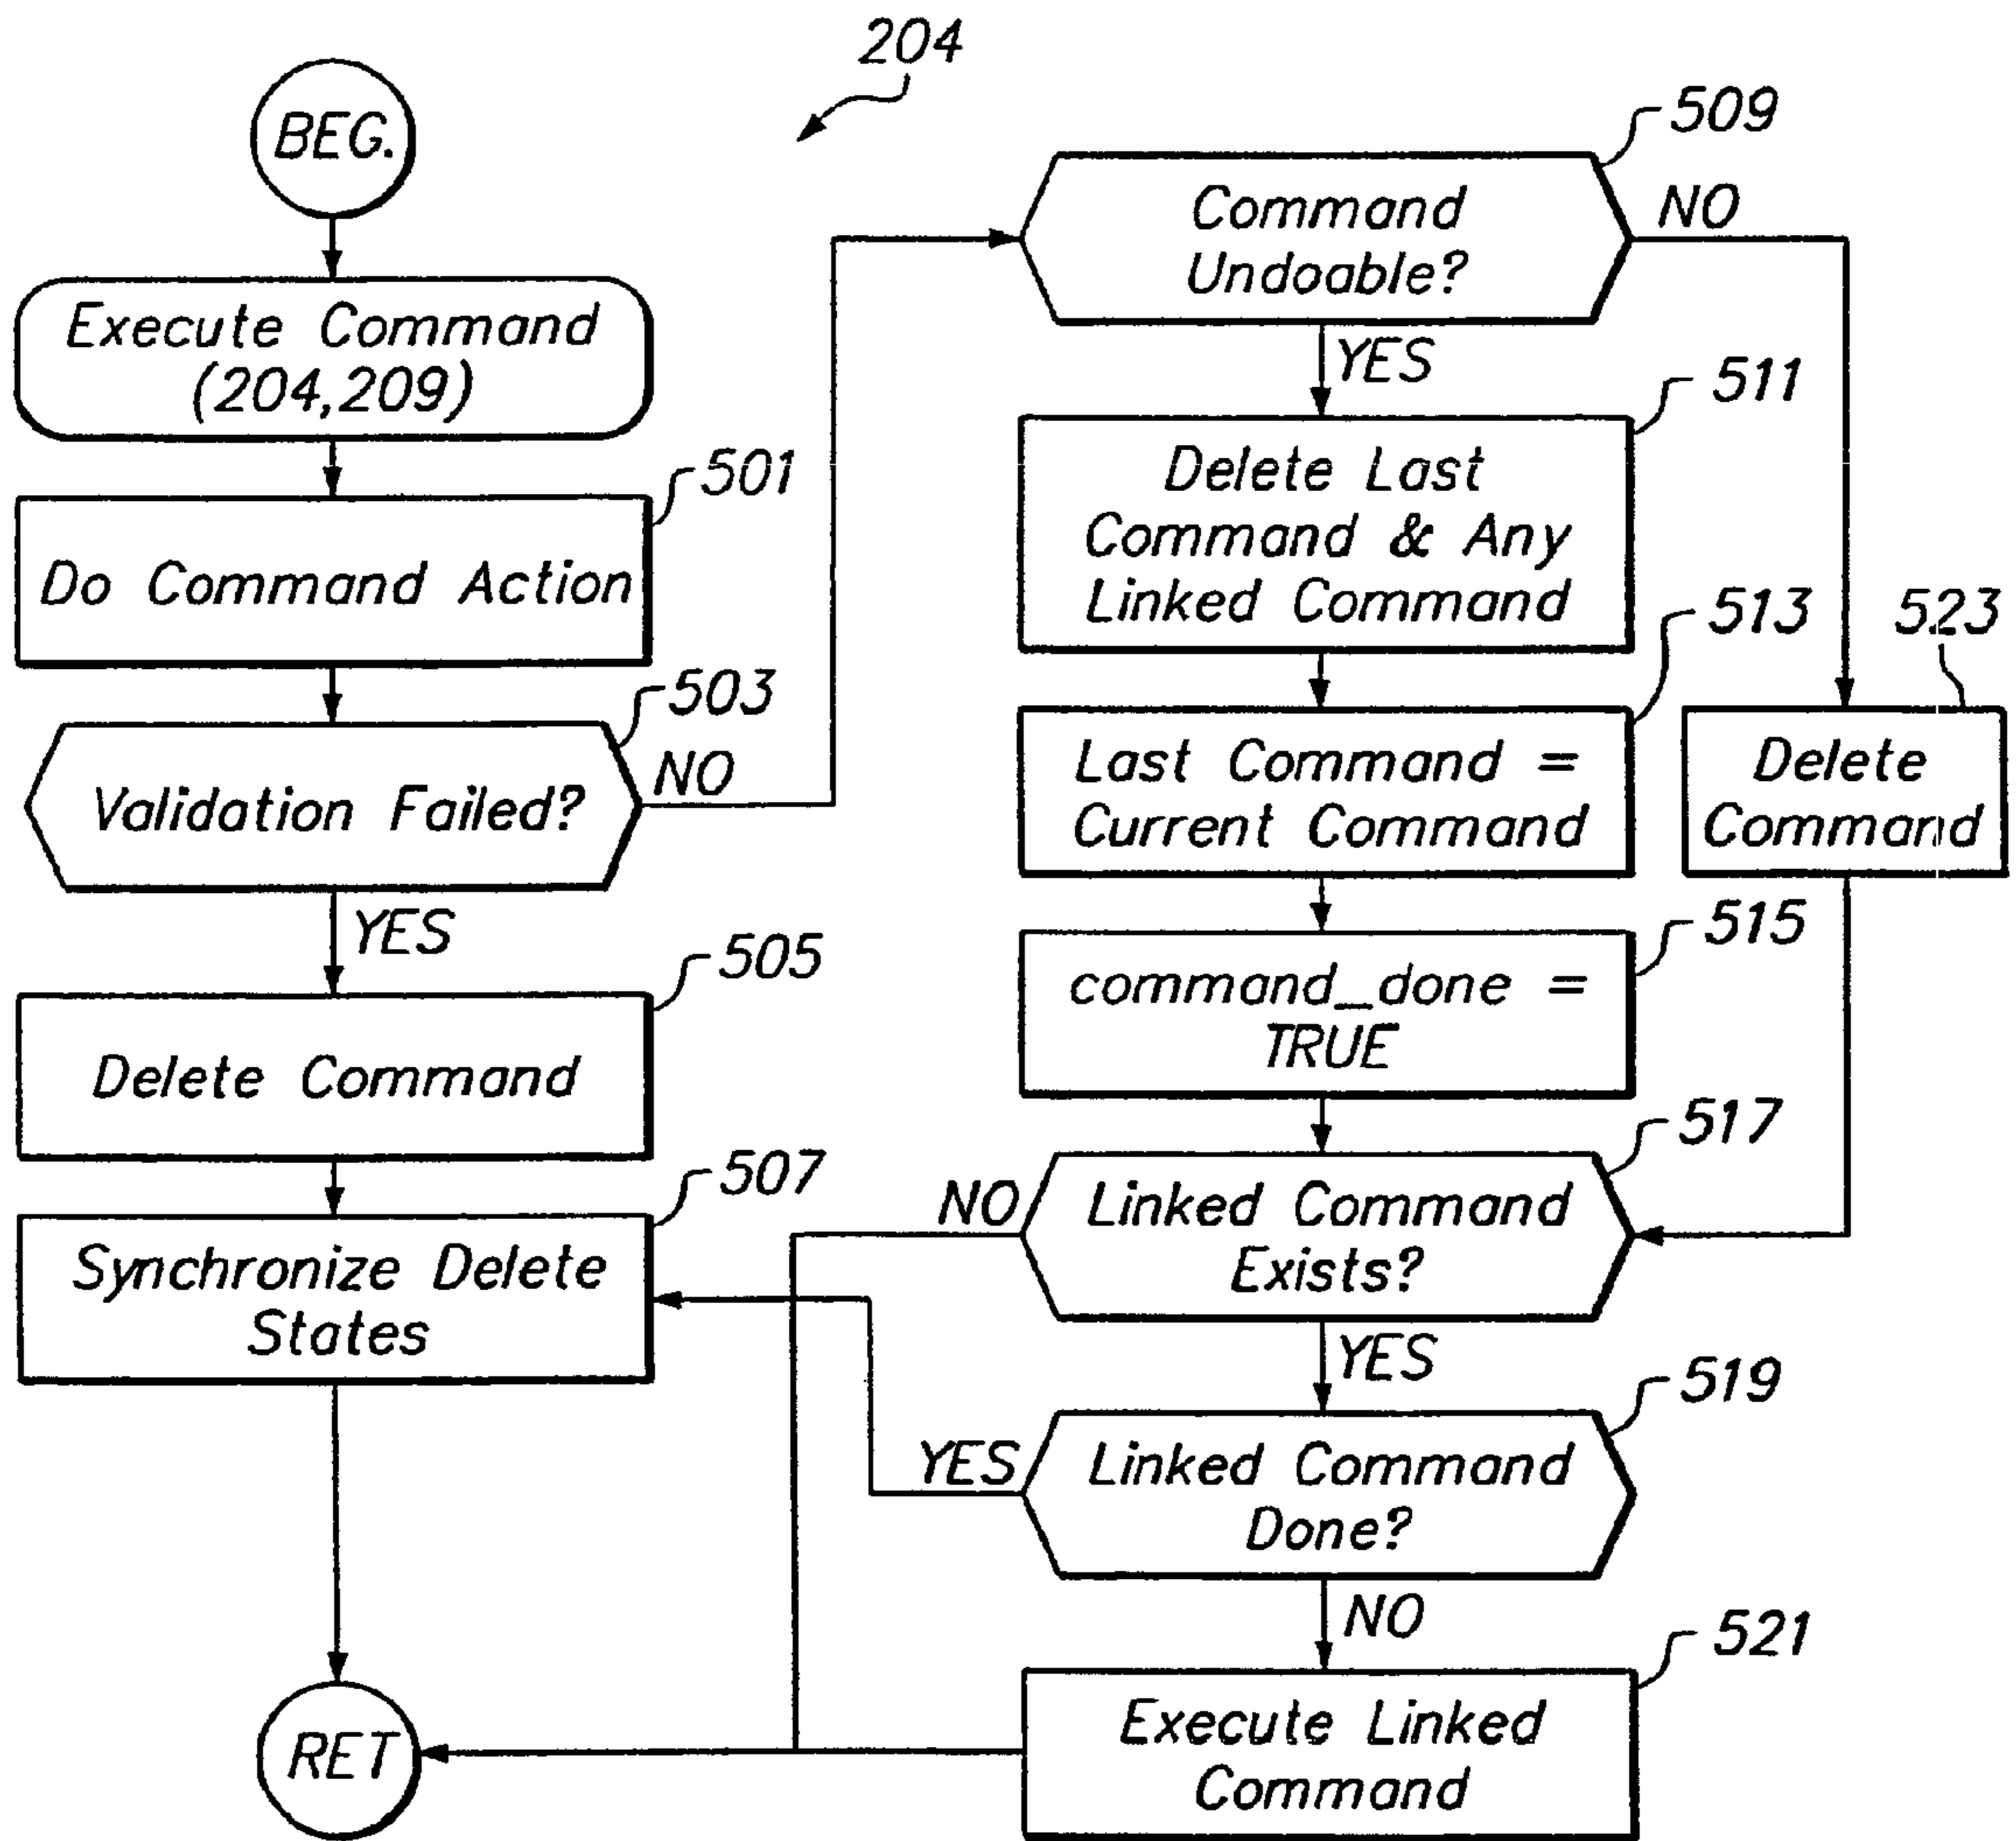 204
BEG.
Execute Command
(204,209)
501
Do Command Action
503
Validation Failed?
NO
YES
505
Delete Command
507
Synchronize Delete
States
RET
509
Command
Undoable?
NO
YES
511
Delete Last
Command & Any
Linked Command
513
Last Command =
Current Command
523
Delete
Command
515
command_done =
TRUE
517
Linked Command
Exists?
NO
YES
519
Linked Command
Done?
YES
NO
521
Execute Linked
Command